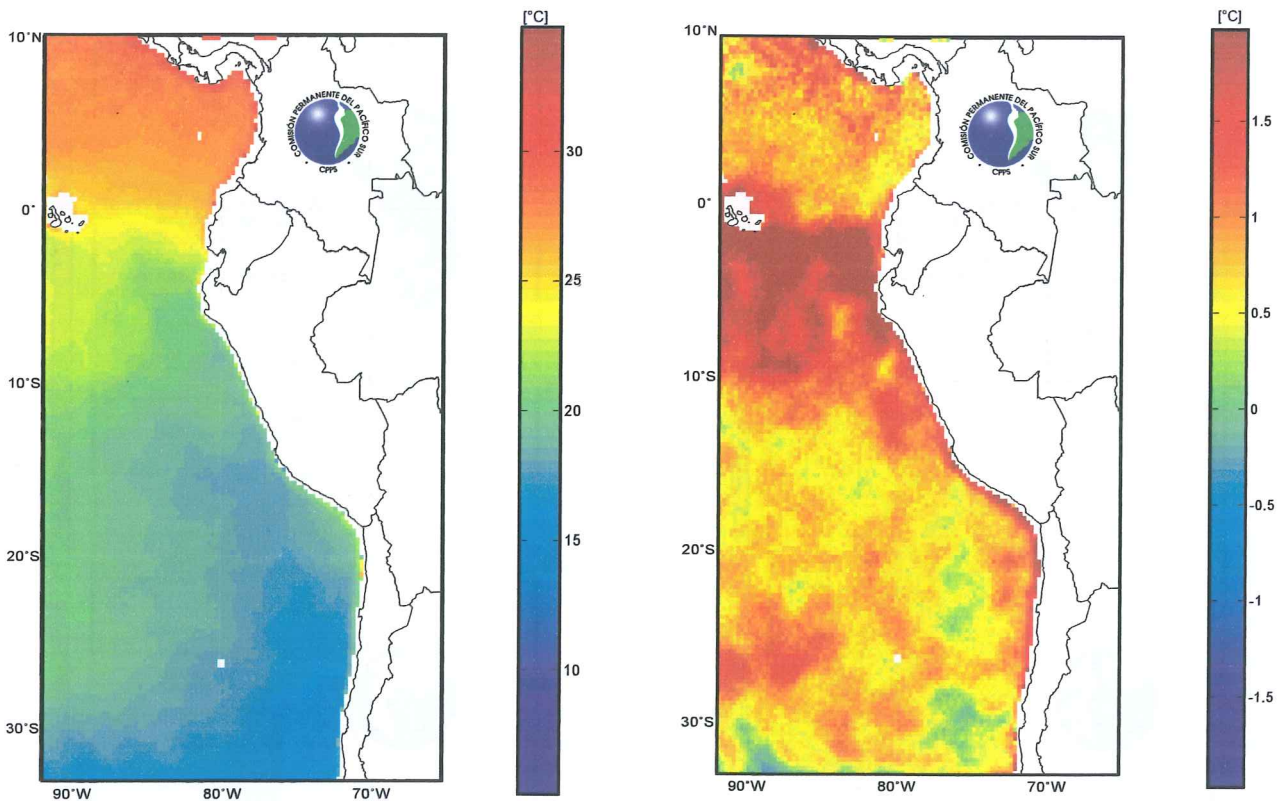 [°C]
10°N
0°
10°S
20°S
30°S
90°W
80°W
70°W
30
25
20
15
10
COMISIÓN PERMANENTE DEL PACÍFICO SUR
CPPS
[°C]
10°N
0°
10°S
20°S
30°S
90°W
80°W
70°W
1.5
1
0.5
0
-0.5
-1
-1.5
COMISIÓN PERMANENTE DEL PACÍFICO SUR
CPPS